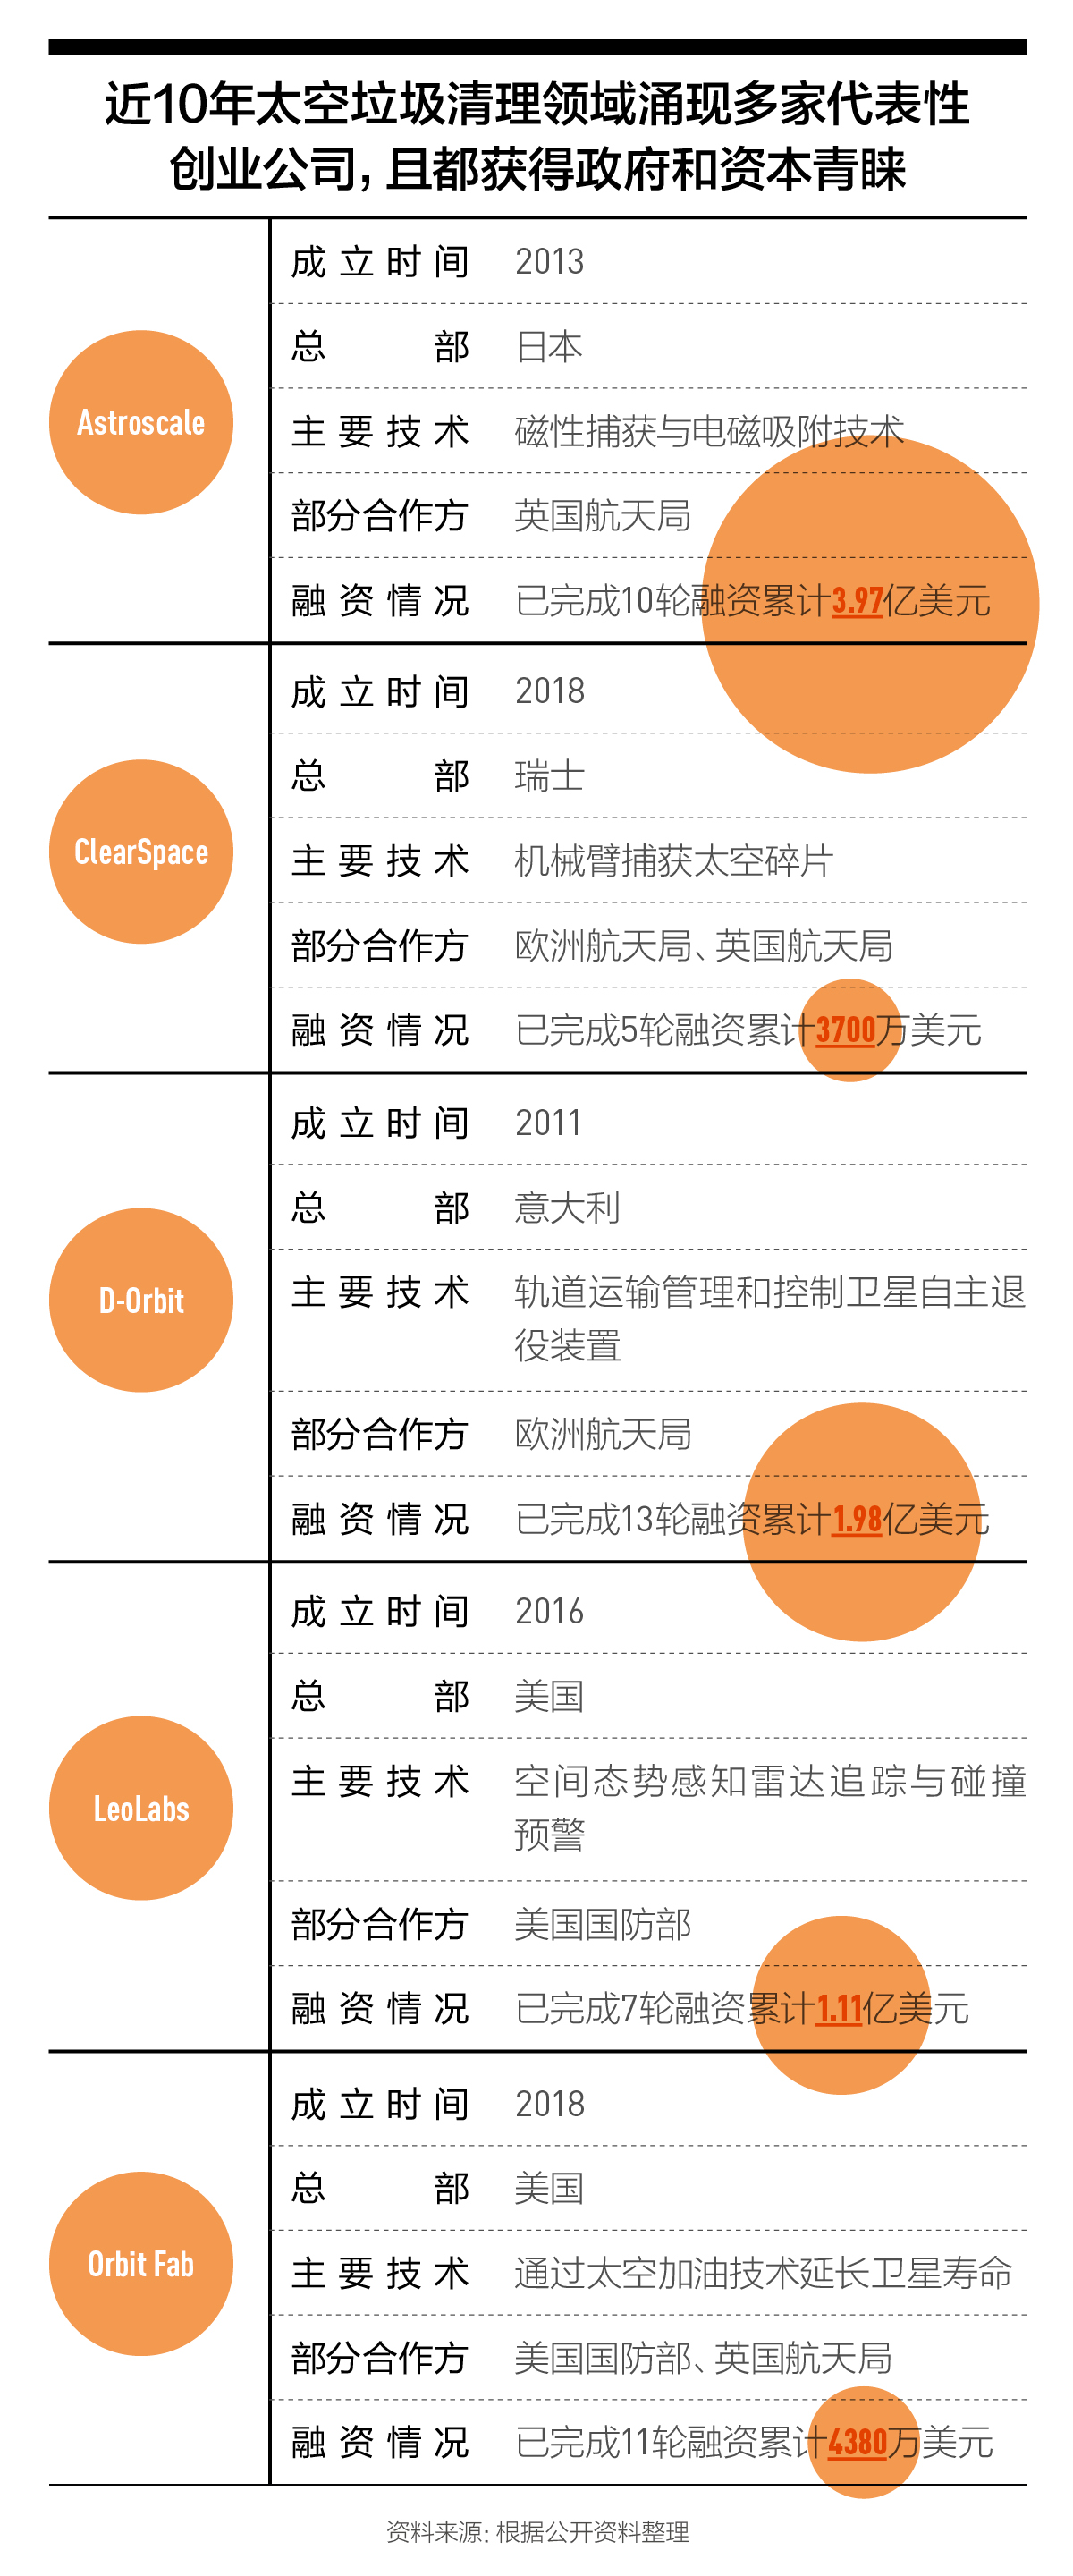 近10年太空垃圾清理领域涌现多家代表性
创业公司，且都获得政府和资本青睐
Astroscale
成立时间 2013
总部 日本
主要技术 磁性捕获与电磁吸附技术
部分合作方 英国航天局
融资情况 已完成10轮融资累计3.97亿美元
ClearSpace
成立时间 2018
总部 瑞士
主要技术 机械臂捕获太空碎片
部分合作方 欧洲航天局、英国航天局
融资情况 已完成5轮融资累计3700万美元
D-Orbit
成立时间 2011
总部 意大利
主要技术 轨道运输管理和控制卫星自主退
役装置
部分合作方 欧洲航天局
融资情况 已完成13轮融资累计1.98亿美元
LeoLabs
成立时间 2016
总部 美国
主要技术 空间态势感知雷达追踪与碰撞
预警
部分合作方 美国国防部
融资情况 已完成7轮融资累计1.11亿美元
Orbit Fab
成立时间 2018
总部 美国
主要技术 通过太空加油技术延长卫星寿命
部分合作方 美国国防部、英国航天局
融资情况 已完成11轮融资累计4380万美元
资料来源：根据公开资料整理